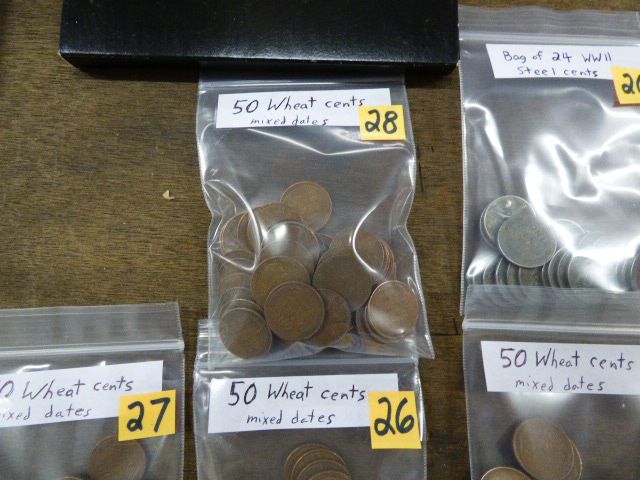 50 Wheat cents
mixed dates
28
Bag of 24 WWII
Steel cents
50 Wheat cents
mixed dates
26
Wheat cents
dates
27
50 Wheat cents
mixed dates